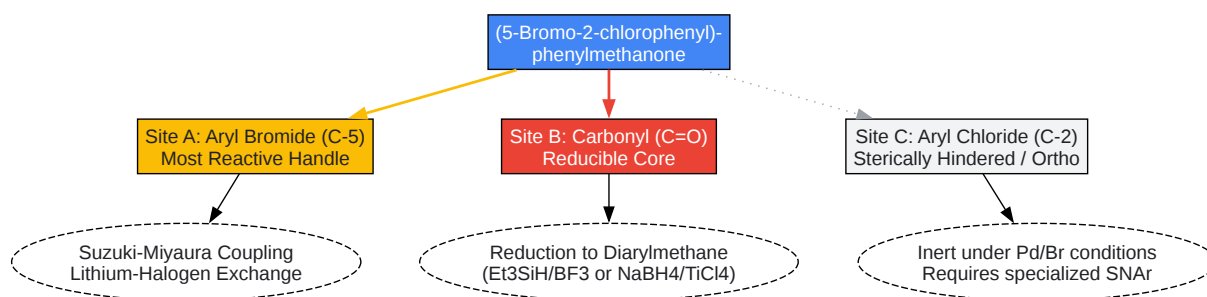 (5-Bromo-2-chlorophenyl)-
phenylmethanone
Site A: Aryl Bromide (C-5)
Most Reactive Handle
Site B: Carbonyl (C=O)
Reducible Core
Site C: Aryl Chloride (C-2)
Sterically Hindered / Ortho
Suzuki-Miyaura Coupling
Lithium-Halogen Exchange
Reduction to Diarylmethane
(Et3SiH/BF3 or NaBH4/TiCl4)
Inert under Pd/Br conditions
Requires specialized SNAr